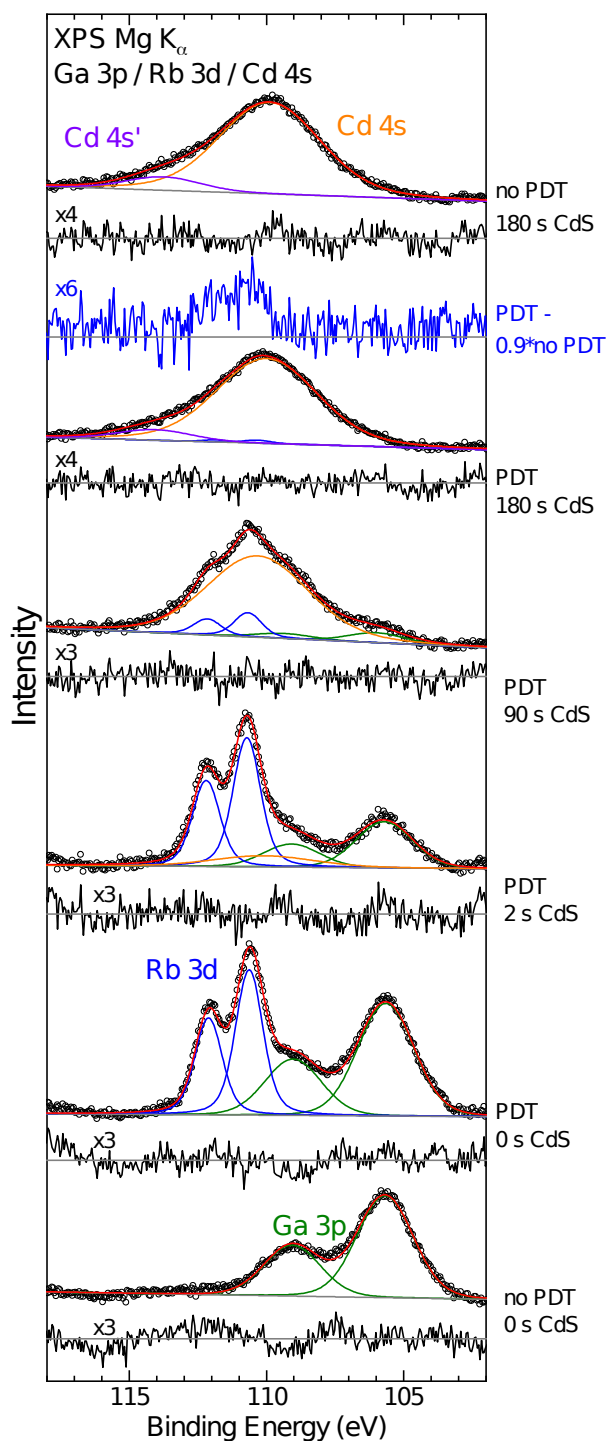 XPS Mg Kα
Ga 3p / Rb 3d / Cd 4s
Cd 4s'
Cd 4s
no PDT
180 s CdS
x4
x6
PDT -
0.9*no PDT
x4
PDT
180 s CdS
Intensity
x3
PDT
90 s CdS
x3
PDT
2 s CdS
Rb 3d
PDT
0 s CdS
x3
Ga 3p
no PDT
0 s CdS
x3
115
110
105
Binding Energy (eV)